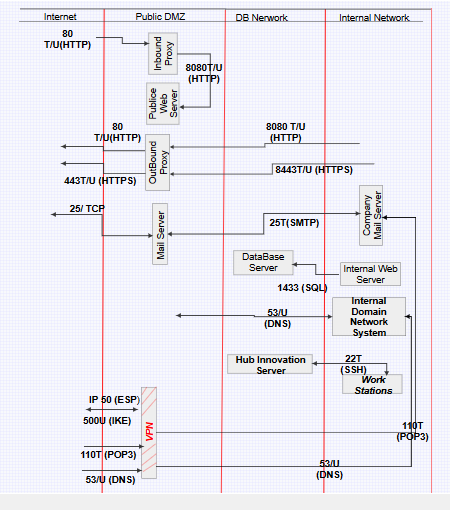 Internet
Public DMZ
DB Nerwork
Internal Network
80
T/U(HTTP)
Inbound
Proxy
8080T/U
(HTTP)
Publice Web
Server
80
T/U(HTTP)
8080 T/U
(HTTP)
OutBound
Proxy
443T/U (HTTPS)
8443T/U (HTTPS)
25/ TCP
Mail Server
25T(SMTP)
Company
Mail Server
DataBase
Server
Internal Web
Server
1433 (SQL)
53/U
(DNS)
Internal
Domain
Network
System
Hub Innovation
Server
22T
(SSH)
Work
Stations
IP 50 (ESP)
500U (IKE)
VPN
110T (POP3)
53/U (DNS)
110T
(POP3)
53/U
(DNS)